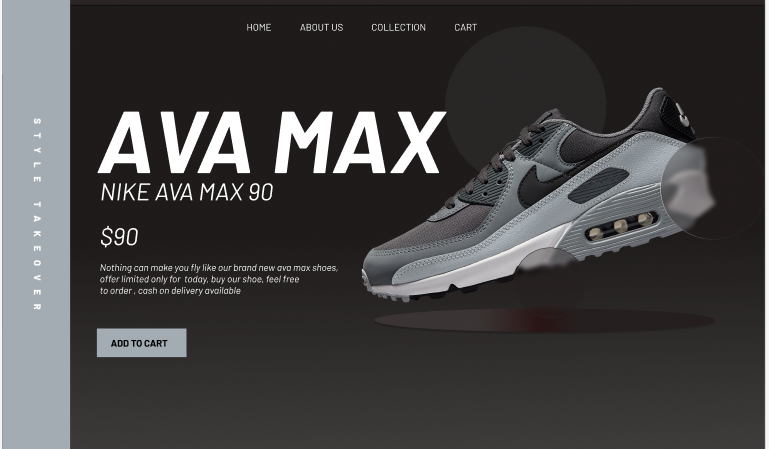 HOME ABOUT US COLLECTION CART
STYLE TAKEOVER
AVA MAX
NIKE AVA MAX 90
$90
Nothing can make you fly like our brand new ava max shoes,
offer limited only for today, buy our shoe, feel free
to order , cash on delivery available
ADD TO CART